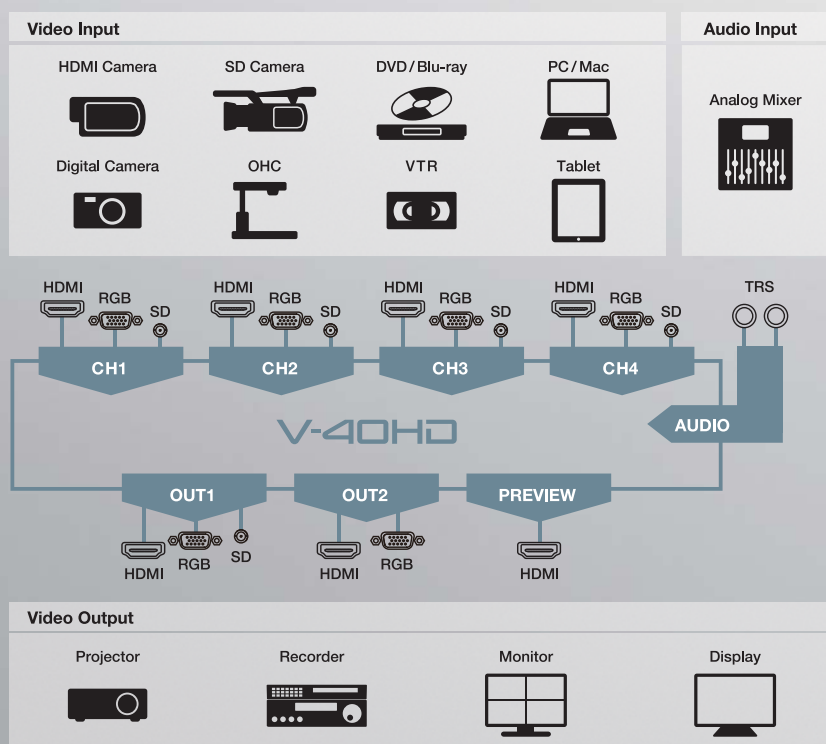 Video Input
Audio Input
HDMI Camera
SD Camera
DVD/Blu-ray
PC/Mac
Analog Mixer
Digital Camera
OHC
VTR
Tablet
HDMI RGB SD
HDMI RGB SD
HDMI RGB SD
HDMI RGB SD
TRS
CH1
CH2
CH3
CH4
V-40HD
AUDIO
OUT1
OUT2
PREVIEW
HDMI RGB SD
HDMI RGB
HDMI
Video Output
Projector
Recorder
Monitor
Display